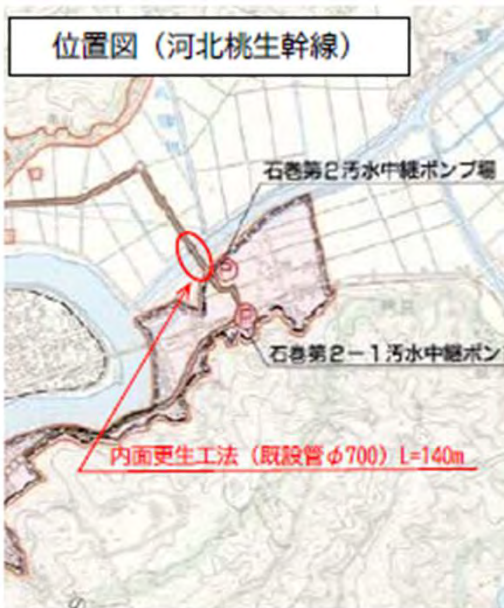 位置図（河北桃生幹線）
石巻第2汚水中継ポンプ場
P
P
石巻第2－1汚水中継ポン
内面更生工法（既設管φ700）L=140m